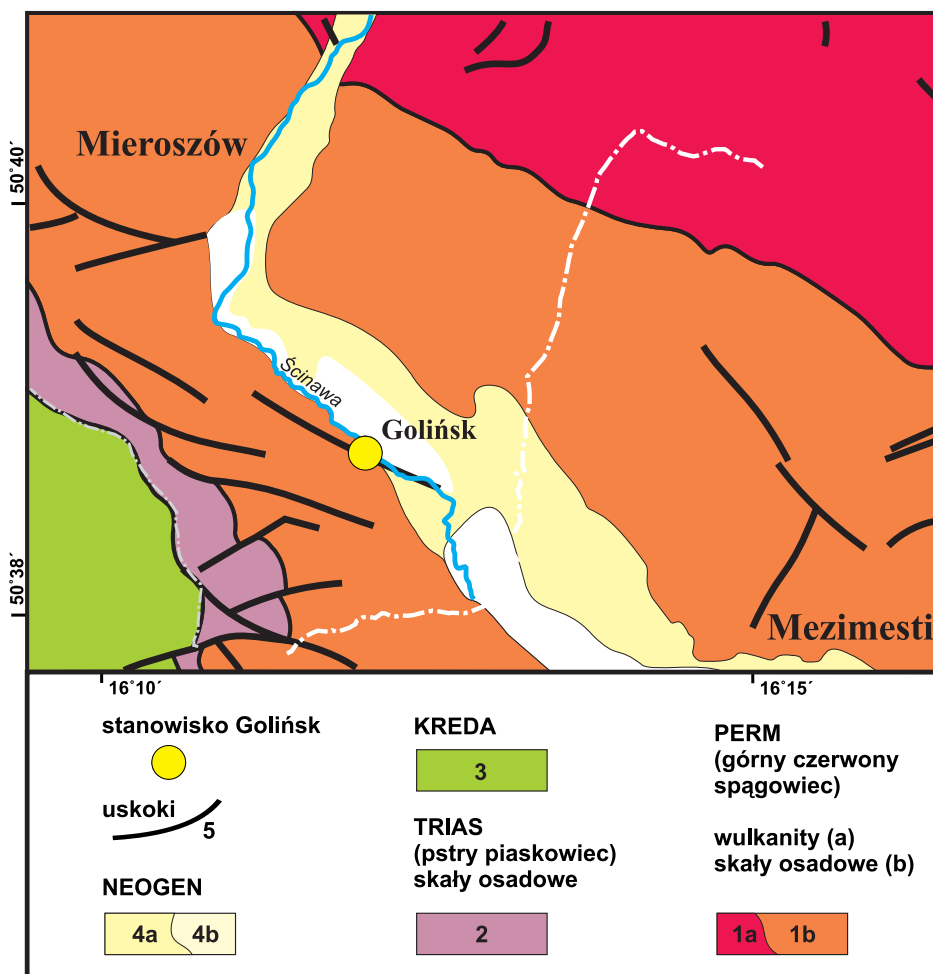 Mieroszów
50°40´
Ścinawa
Golińsk
50°38´
Mezimesti
16°10´
16°15´
stanowisko Golińsk
uskoki
5
NEOGEN
4a
4b
KREDA
3
TRIAS
(pstry piaskowiec)
skały osadowe
2
PERM
(górny czerwony
spągowiec)
wulkanity (a)
skały osadowe (b)
1a
1b